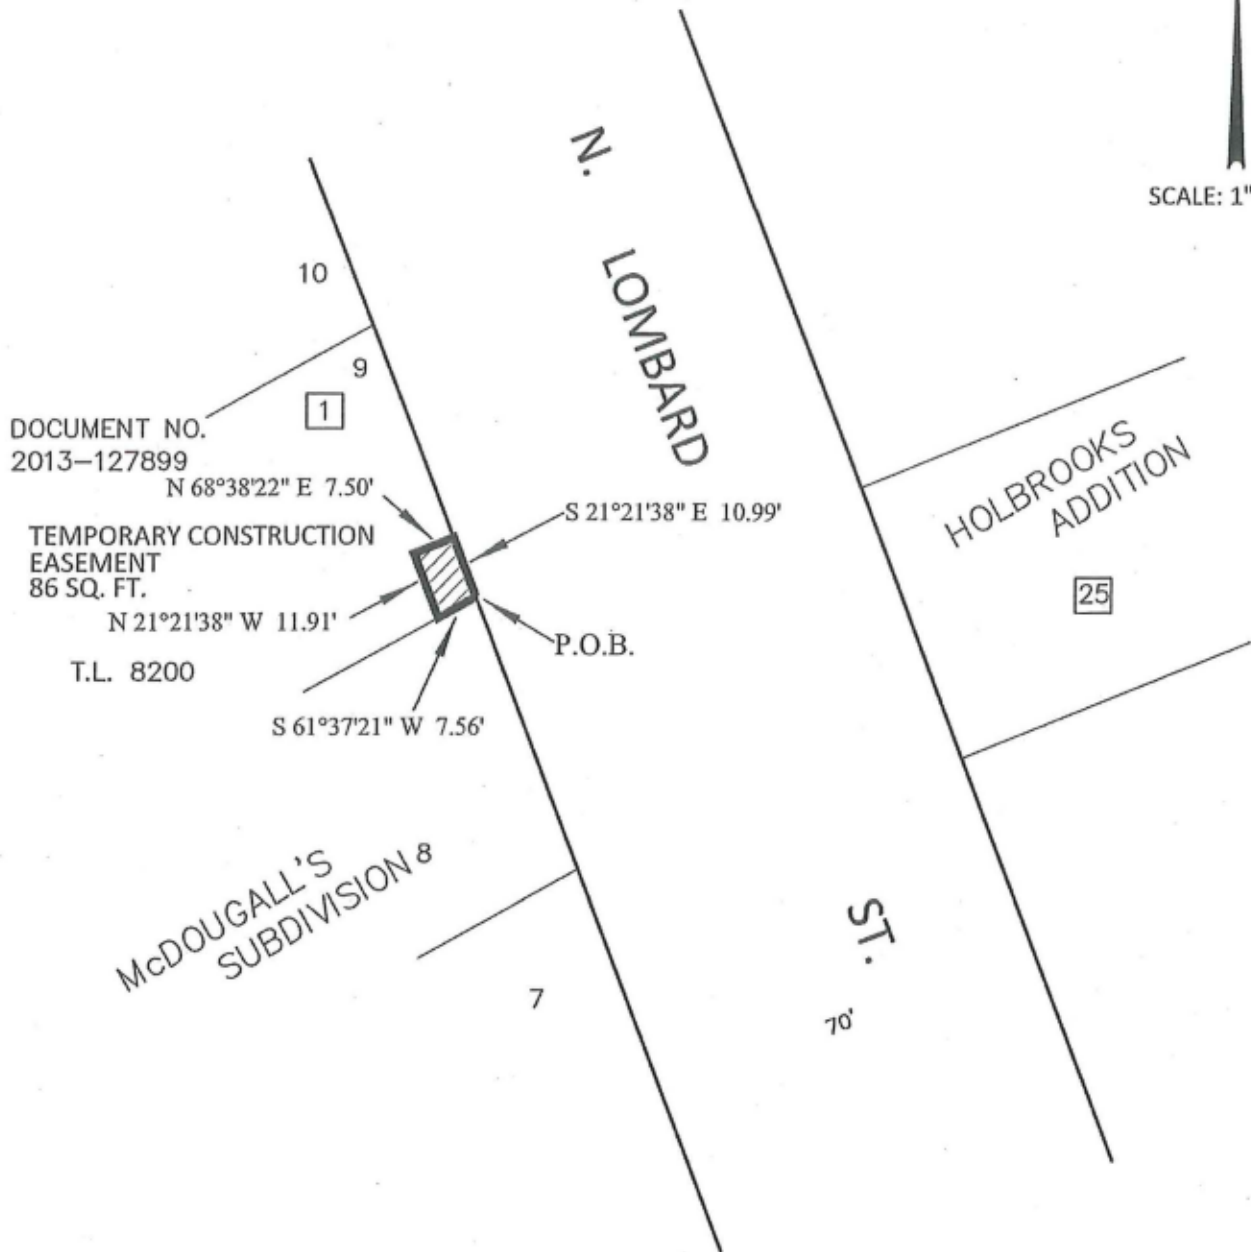 N.
LOMBARD
ST.
70'
SCALE: 1"
10
9
1
DOCUMENT NO.
2013-127899
N 68°38'22" E 7.50'
S 21°21'38" E 10.99'
TEMPORARY CONSTRUCTION
EASEMENT
86 SQ. FT.
N 21°21'38" W 11.91'
P.O.B.
T.L. 8200
S 61°37'21" W 7.56'
HOLBROOKS
ADDITION
25
McDOUGALL'S
SUBDIVISION 8
7